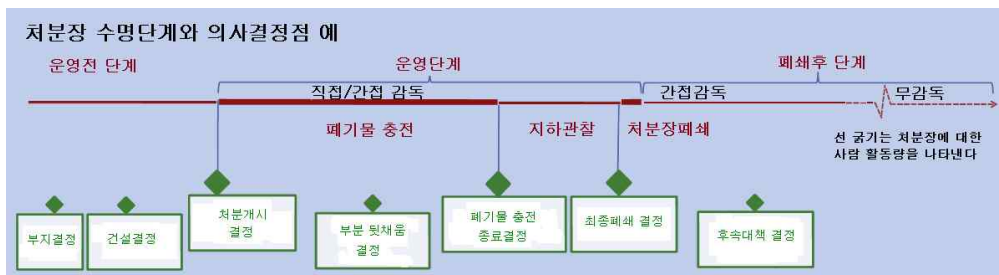 처분장 수명단계와 의사결정점 예
운영전 단계
운영단계
폐쇄후 단계
직접/간접 감독
간접감독
무감독
폐기물 충전
지하관찰
처분장폐쇄
선 굵기는 처분장에 대한
사람 활동량을 나타낸다
부지결정
건설결정
처분개시
결정
부분 뒷채움
결정
폐기물 충전
종료결정
최종폐쇄 결정
후속대책 결정